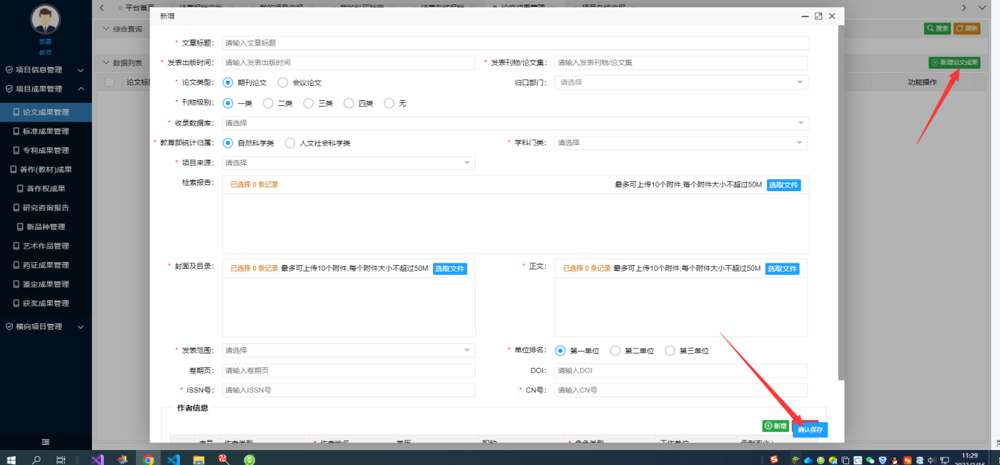 平台首页
论文成果管理
新增
郭勇
教师
综合查询
搜索 刷新
* 文章标题: 请输入文章标题
项目信息管理
数据列表
* 发表出版时间: 请输入发表出版时间 * 发表刊物/论文集: 请输入发表刊物/论文集
新增论文成果
项目成果管理
* 论文类型: 期刊论文 会议论文 归口部门: 请选择
功能操作
* 刊物级别: 一类 二类 三类 四类 无
论文成果管理
* 收录数据库: 请选择
标准成果管理
* 教育部统计归属: 自然科学类 人文社会科学类 * 学科门类: 请选择
专利成果管理
* 项目来源: 请选择
著作(教材)成果
检索报告: 已选择 0 条记录 最多可上传10个附件,每个附件大小不超过50M 选取文件
著作权成果
研究咨询报告
新品种管理
艺术作品管理
* 封面及目录: 已选择 0 条记录 最多可上传10个附件,每个附件大小不超过50M 选取文件
* 正文: 已选择 0 条记录 最多可上传10个附件,每个附件大小不超过50M 选取文件
药证成果管理
鉴定成果管理
获奖成果管理
横向项目管理
* 发表范围: 请选择 * 单位排名: 第一单位 第二单位 第三单位
卷期页: 请输入卷期页 DOI: 请输入DOI
* ISSN号: 请输入ISSN号 * CN号: 请输入CN号
作者信息
新增
确认保存
11:29